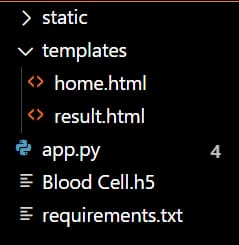 static
templates
home.html
result.html
app.py 4
Blood Cell.h5
requirements.txt